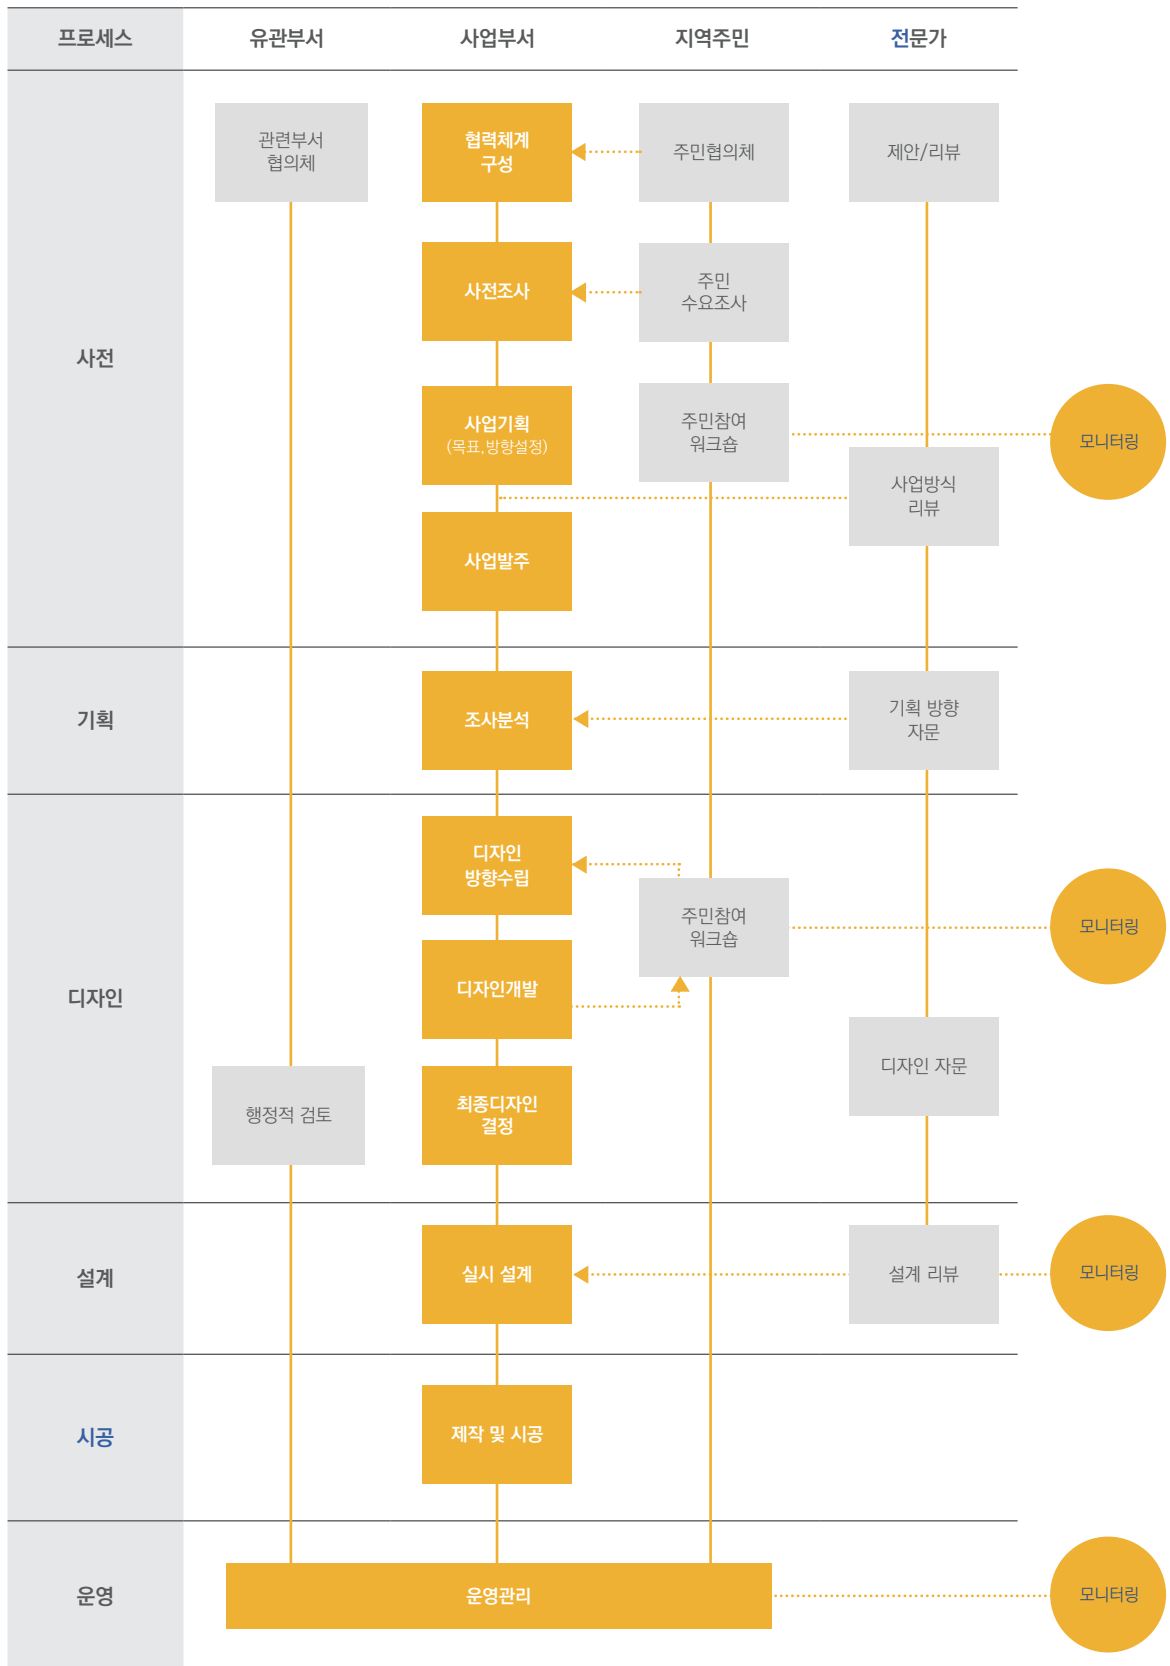 프로세스
유관부서
사업부서
지역주민
전문가
사전
관련부서
협의체
협력체계
구성
주민협의체
제안/리뷰
사전조사
주민
수요조사
사업기획
(목표,방향설정)
주민참여
워크숍
모니터링
사업방식
리뷰
사업발주
기획
조사분석
기획 방향
자문
디자인
디자인
방향수립
주민참여
워크숍
모니터링
디자인개발
디자인 자문
행정적 검토
최종디자인
결정
설계
실시 설계
설계 리뷰
모니터링
시공
제작 및 시공
운영
운영관리
모니터링